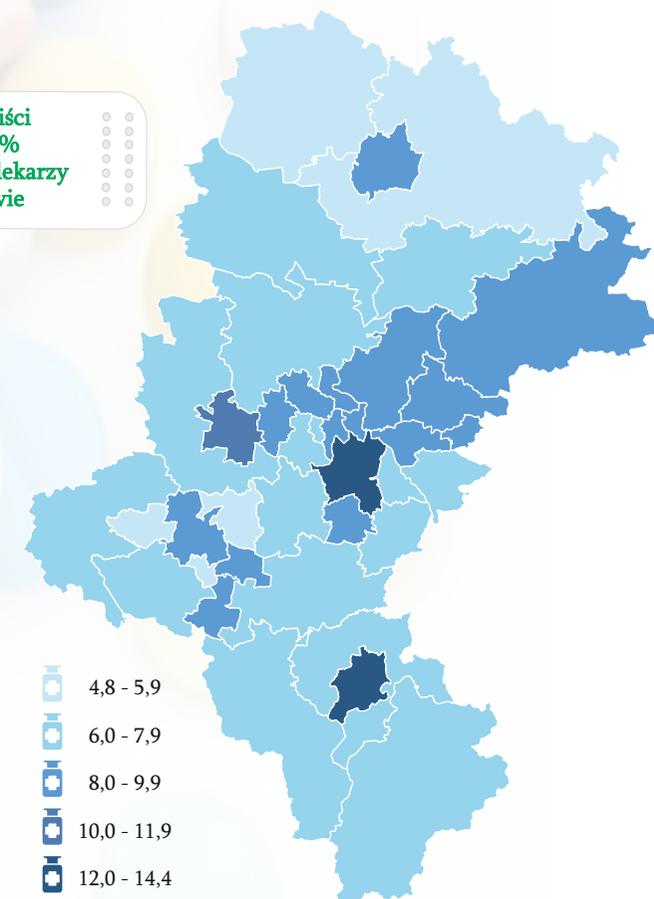 iści
%
lekarzy
wie
4,8 - 5,9
6,0 - 7,9
8,0 - 9,9
10,0 - 11,9
12,0 - 14,4